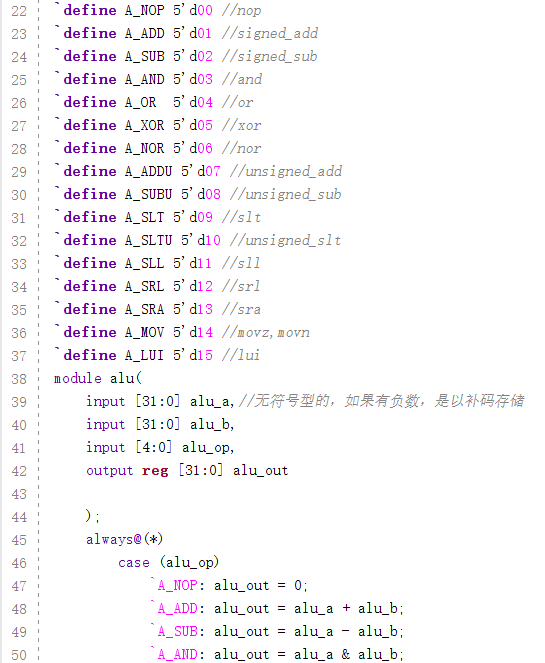 22 `define A_NOP 5'd00 //nop
23 `define A_ADD 5'd01 //signed_add
24 `define A_SUB 5'd02 //signed_sub
25 `define A_AND 5'd03 //and
26 `define A_OR  5'd04 //or
27 `define A_XOR 5'd05 //xor
28 `define A_NOR 5'd06 //nor
29 `define A_ADDU 5'd07 //unsigned_add
30 `define A_SUBU 5'd08 //unsigned_sub
31 `define A_SLT 5'd09 //slt
32 `define A_SLTU 5'd10 //unsigned_slt
33 `define A_SLL 5'd11 //sll
34 `define A_SRL 5'd12 //srl
35 `define A_SRA 5'd13 //sra
36 `define A_MOV 5'd14 //movz,movn
37 `define A_LUI 5'd15 //lui
38 module alu(
39     input [31:0] alu_a,//无符号型的，如果有负数，是以补码存储
40     input [31:0] alu_b,
41     input [4:0] alu_op,
42     output reg [31:0] alu_out
43
44     );
45     always@(*)
46         case (alu_op)
47             `A_NOP: alu_out = 0;
48             `A_ADD: alu_out = alu_a + alu_b;
49             `A_SUB: alu_out = alu_a - alu_b;
50             `A_AND: alu_out = alu_a & alu_b;